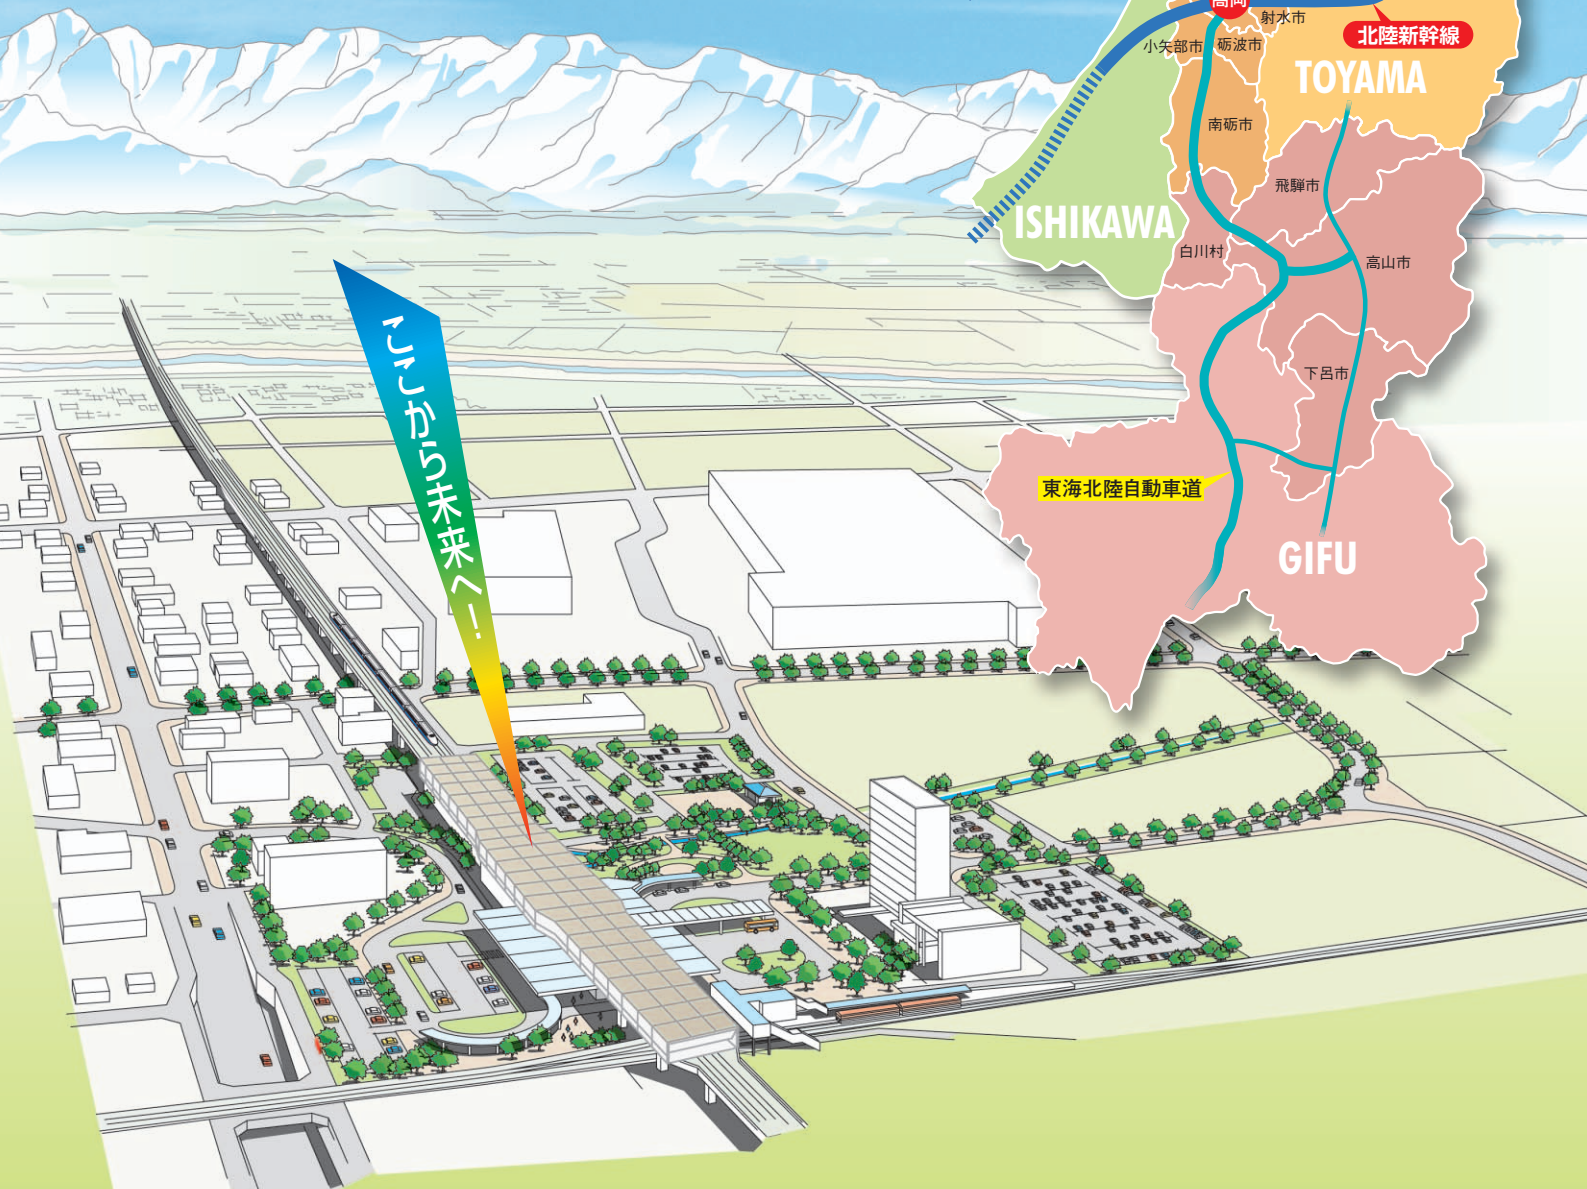 高岡
射水市
北陸新幹線
小矢部市
砺波市
TOYAMA
南砺市
飛騨市
ISHIKAWA
白川村
高山市
下呂市
東海北陸自動車道
GIFU
ここから未来へ!